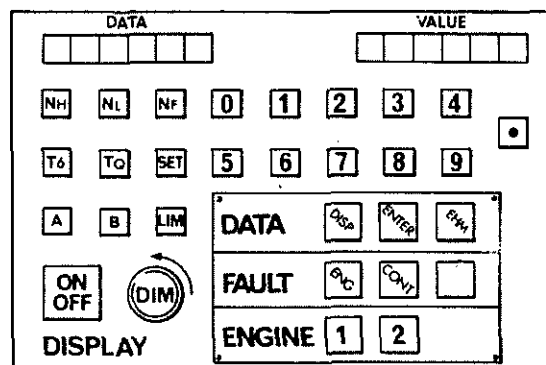 DATA VALUE
NH NL NF 0 1 2 3 4
T6 TQ SET 5 6 7 8 9
A B LIM DATA DISP ENTER EHM
ON OFF DIM FAULT ENG CONT
DISPLAY ENGINE 1 2